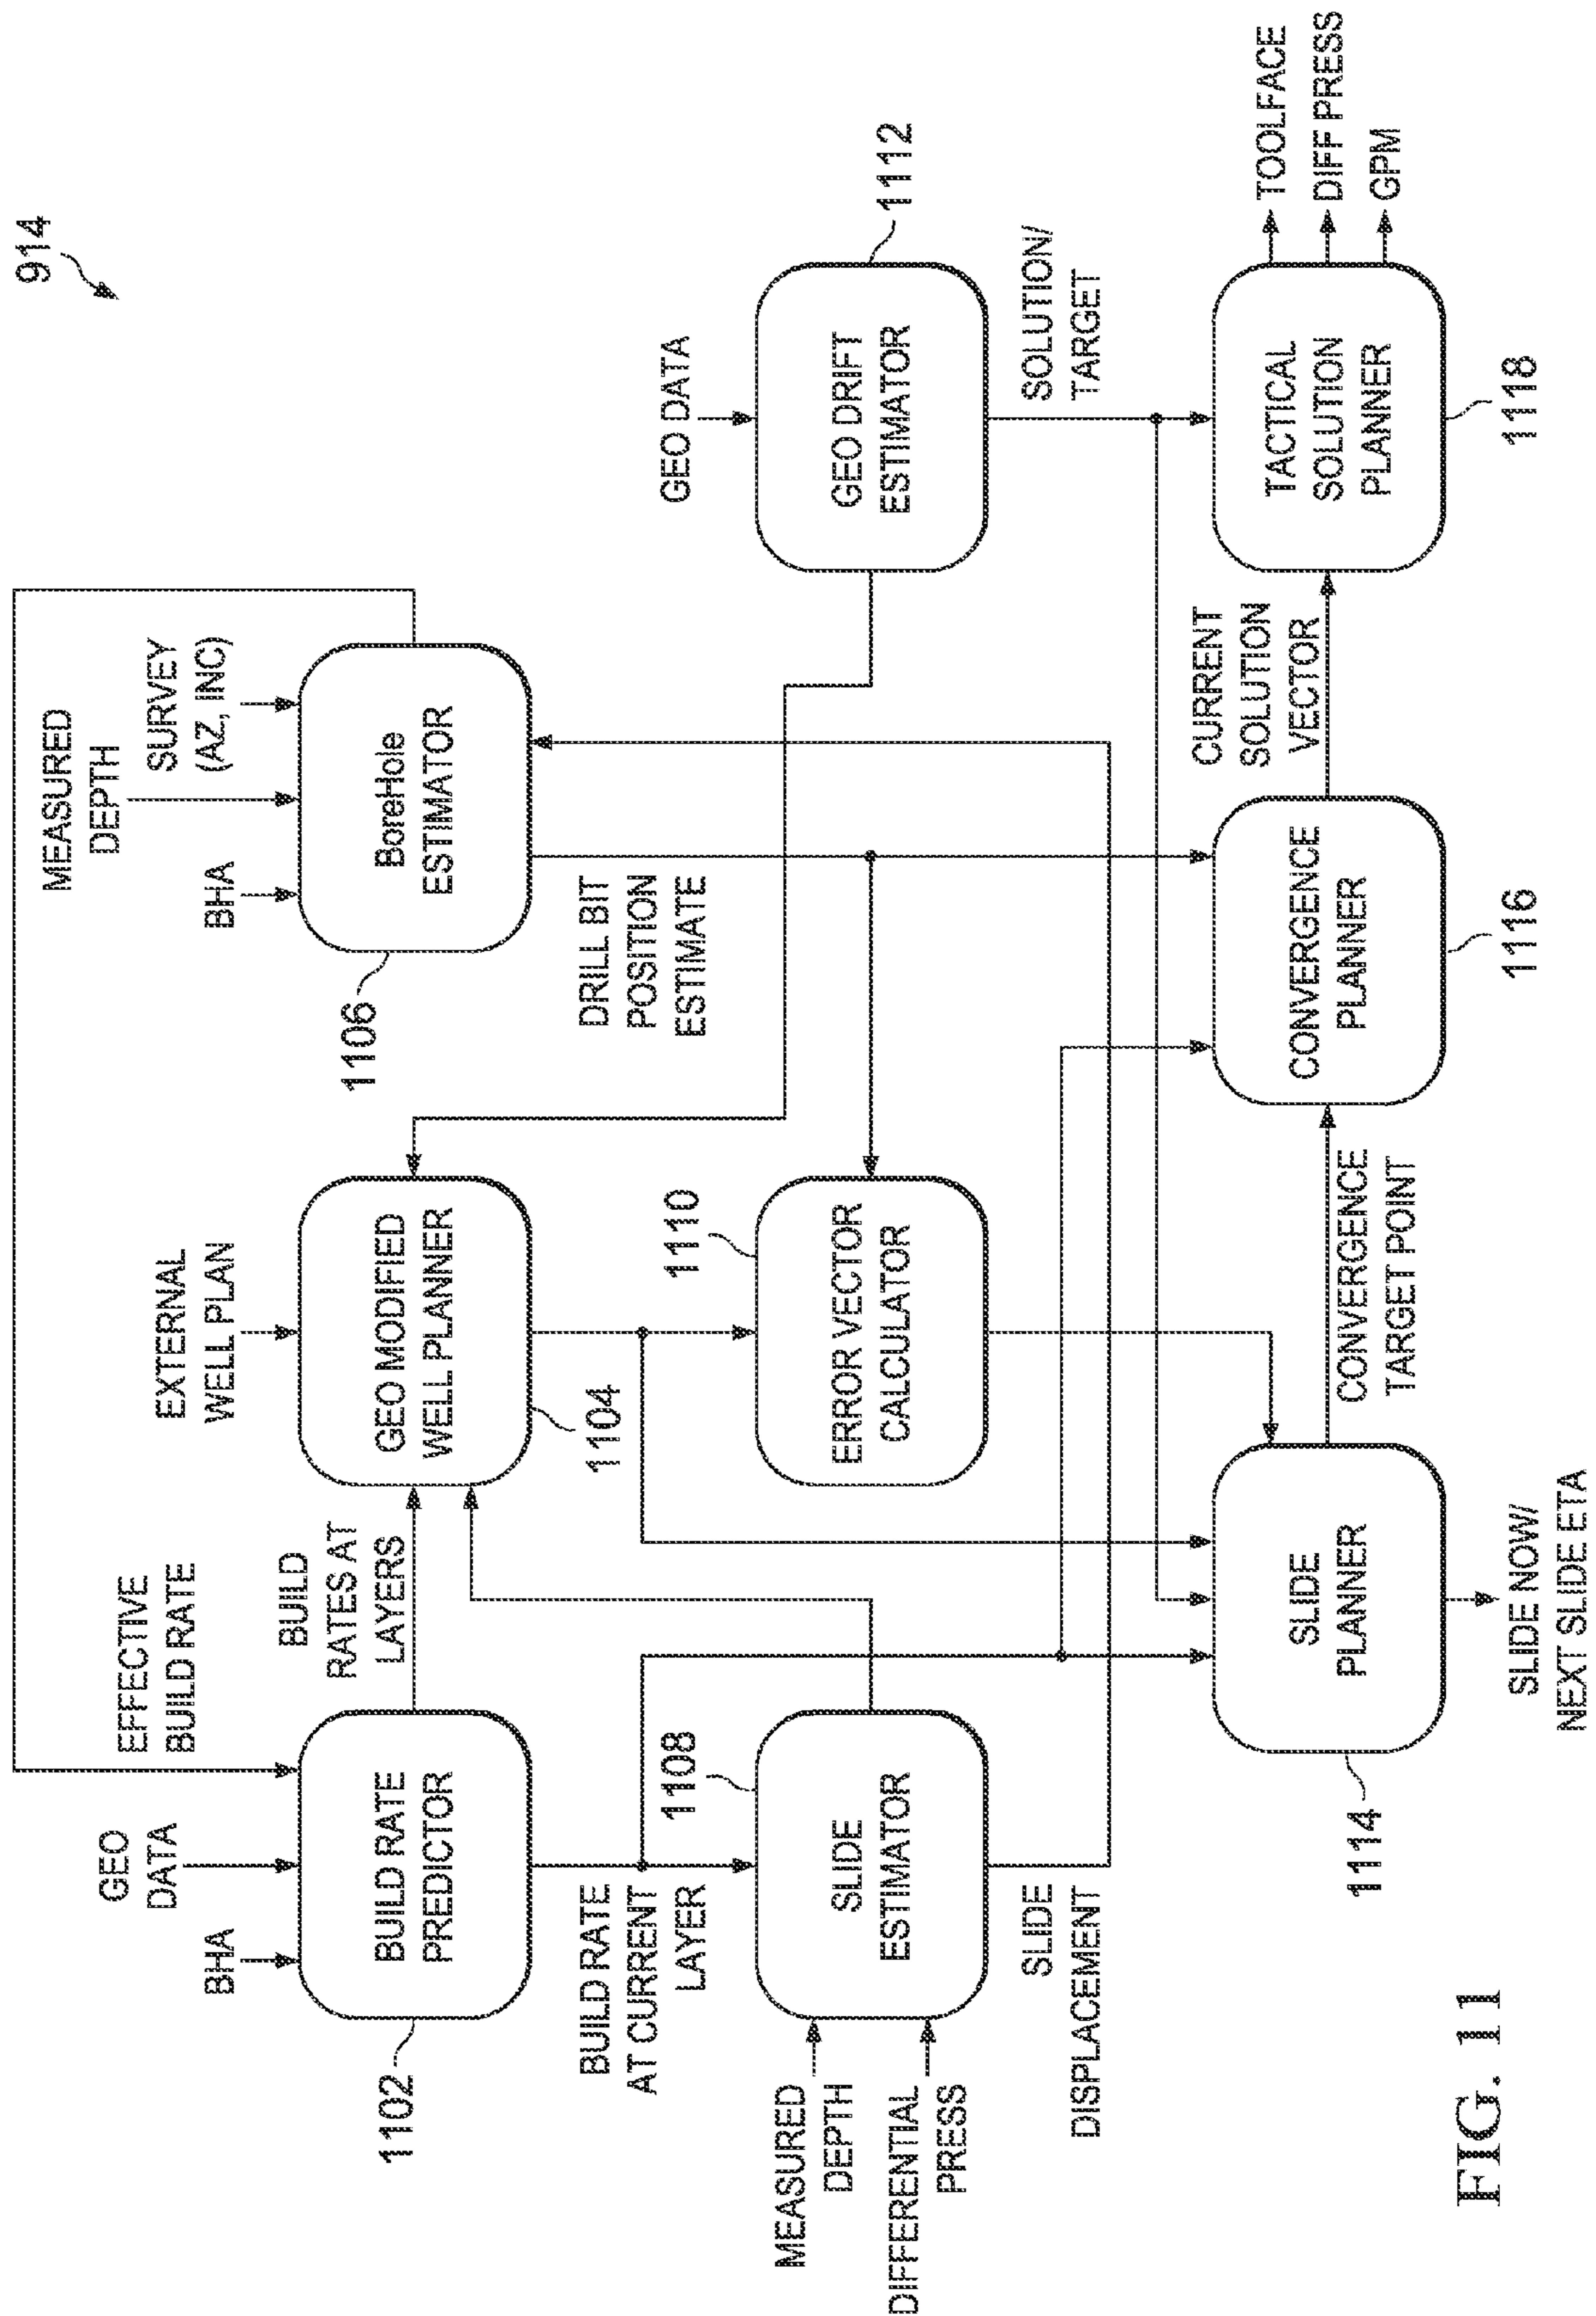 914
BHA
GEO
DATA
EFFECTIVE
BUILD RATE
EXTERNAL
WELL PLAN
BHA
MEASURED
DEPTH
SURVEY
(AZ, INC)
BUILD RATE
PREDICTOR
1102
BUILD
RATES AT
LAYERS
GEO MODIFIED
WELL PLANNER
1104
BoreHole
ESTIMATOR
1106
BUILD RATE
AT CURRENT
LAYER
DRILL BIT
POSITION
ESTIMATE
GEO DATA
MEASURED
DEPTH
DIFFERENTIAL
PRESS
SLIDE
ESTIMATOR
1108
ERROR VECTOR
CALCULATOR
1110
GEO DRIFT
ESTIMATOR
1112
SLIDE
DISPLACEMENT
SOLUTION/
TARGET
SLIDE
PLANNER
1114
CONVERGENCE
TARGET POINT
CONVERGENCE
PLANNER
1116
CURRENT
SOLUTION
VECTOR
TACTICAL
SOLUTION
PLANNER
1118
TOOLFACE
DIFF PRESS
GPM
SLIDE NOW/
NEXT SLIDE ETA
FIG. 11